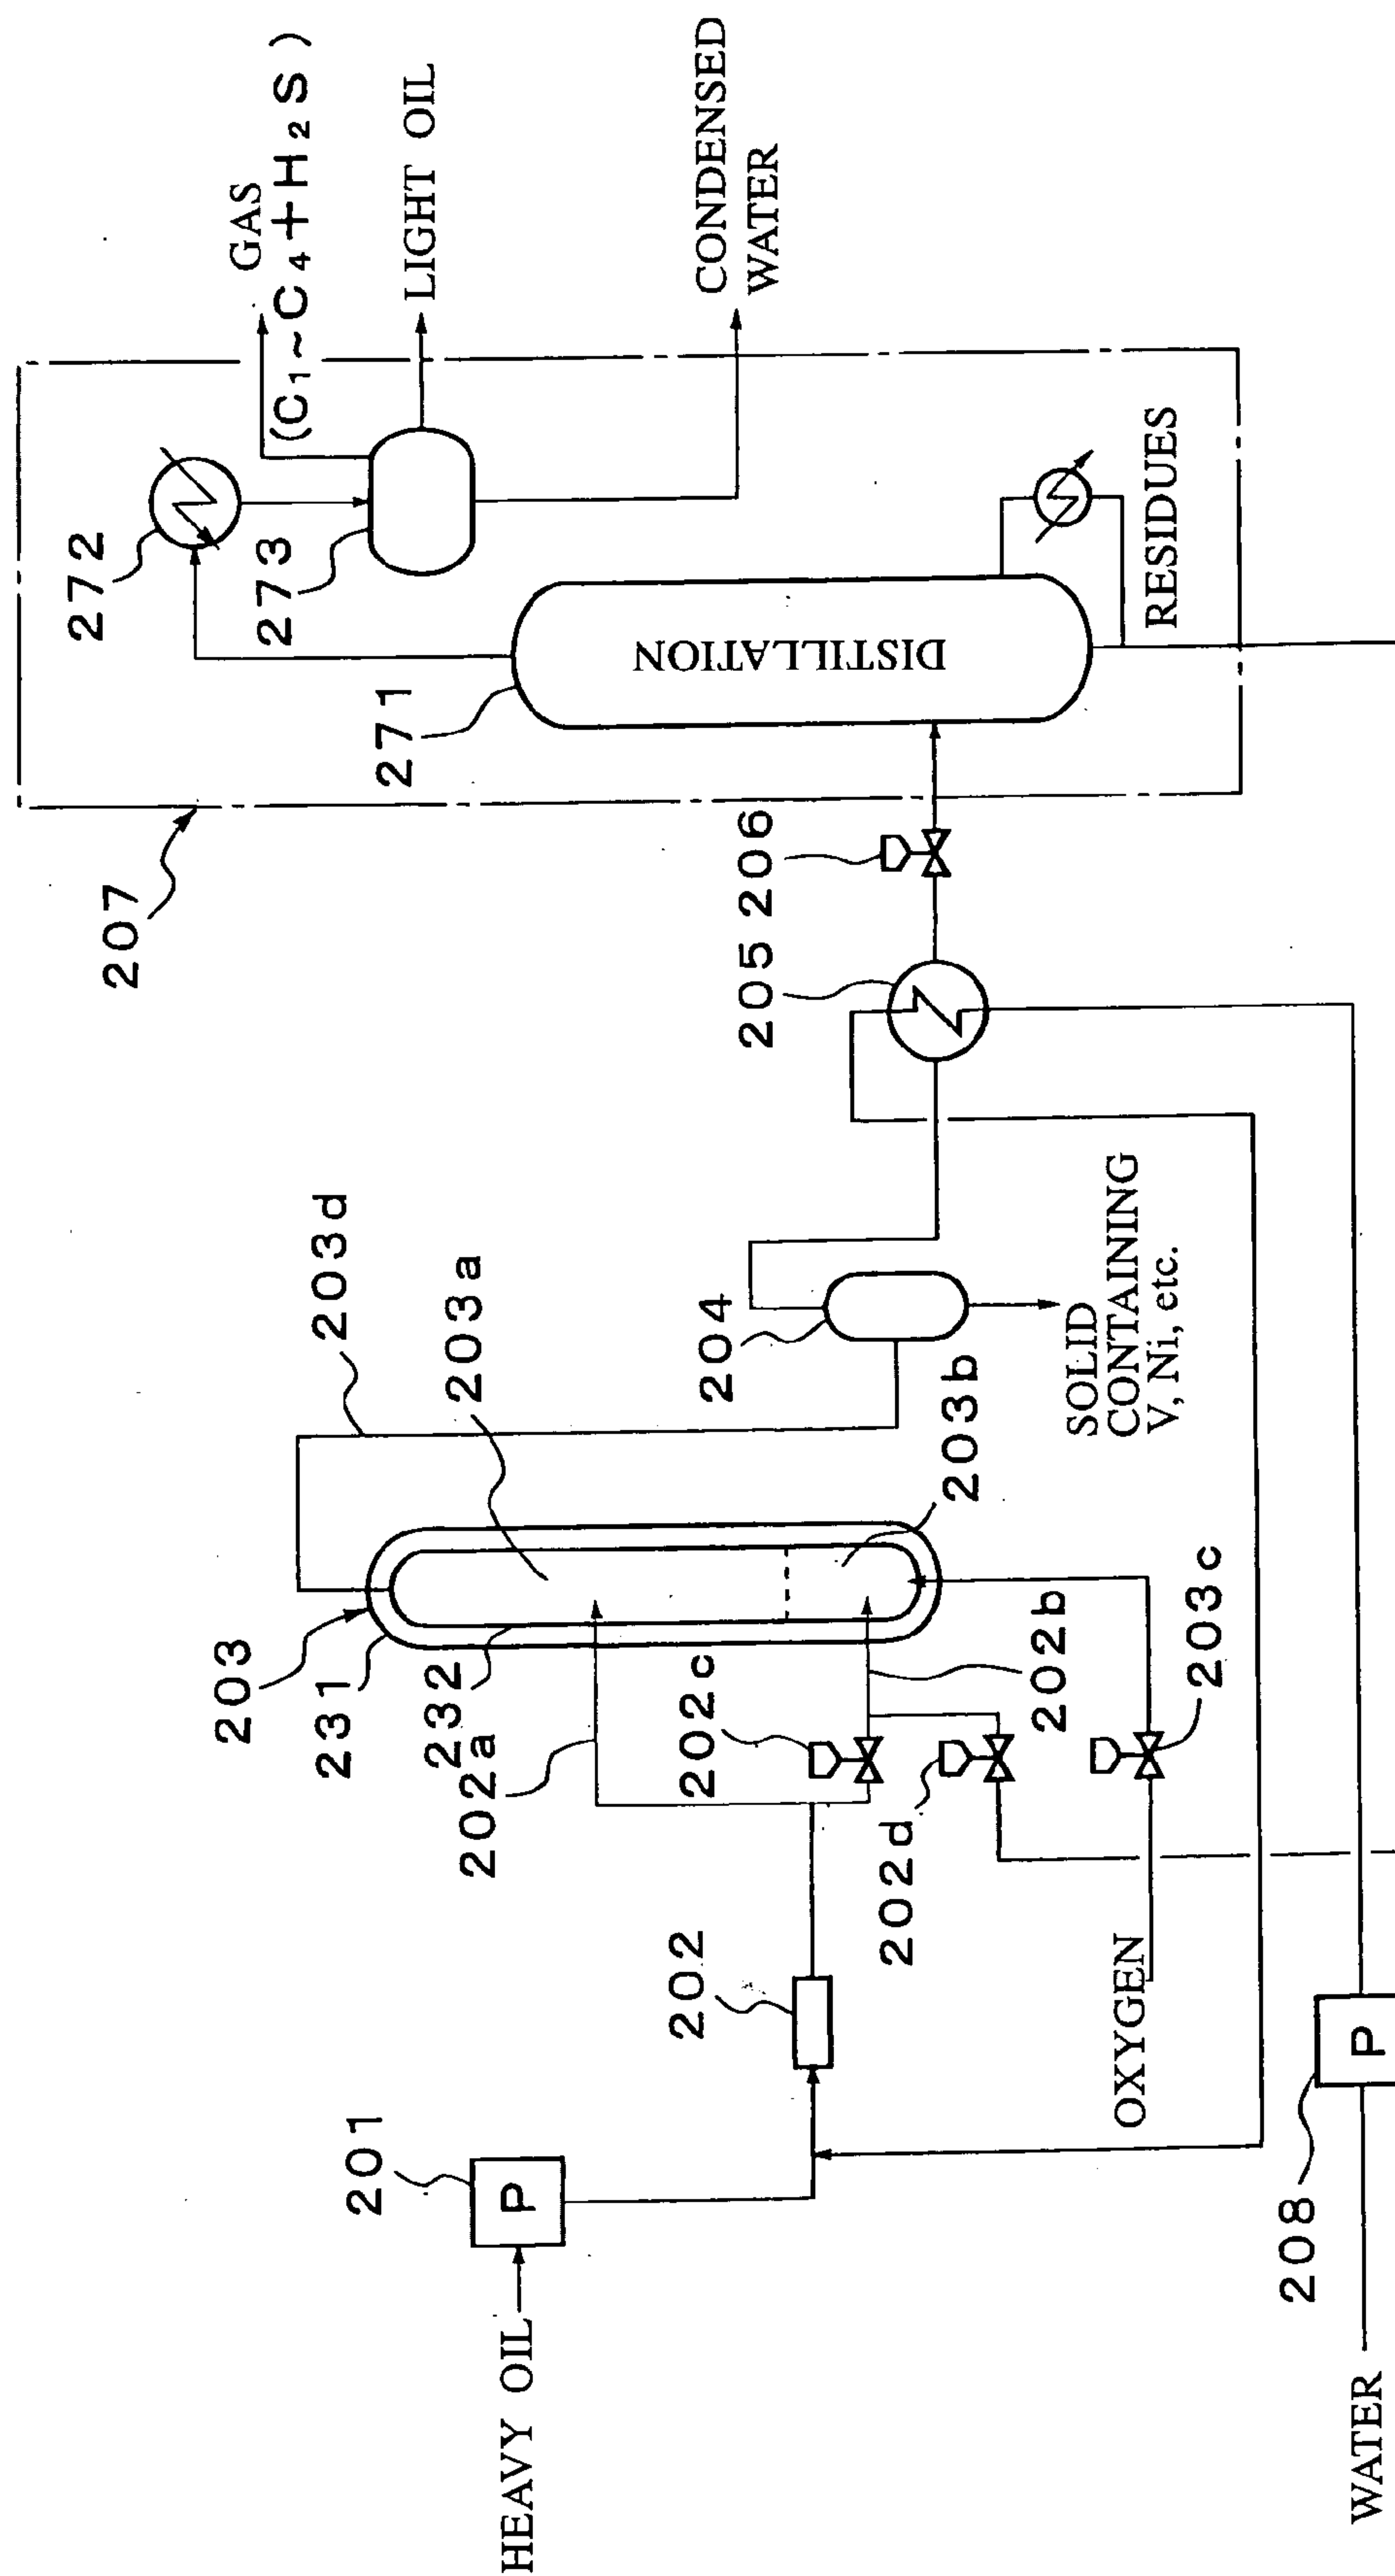 HEAVY OIL
201
P
202
202a
202b
202c
202d
203
231
232
203a
203b
203c
203d
OXYGEN
204
SOLID
CONTAINING
V, Ni, etc.
205
206
207
271
DISTILLATION
272
273
GAS
(C₁~C₄+H₂S)
LIGHT OIL
CONDENSED
WATER
RESIDUES
208
P
WATER